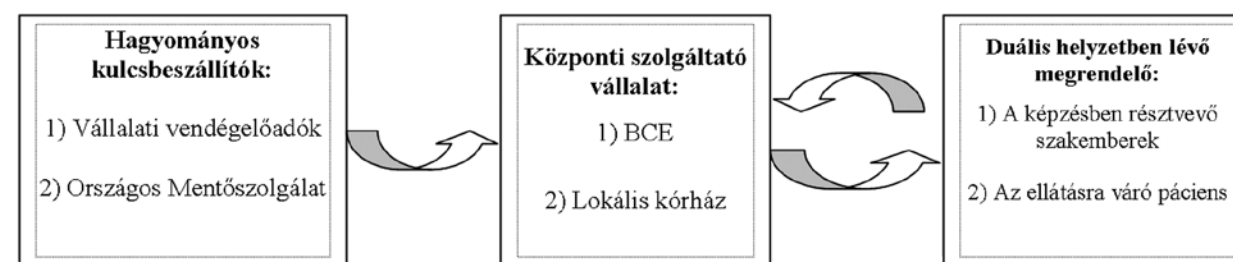 Hagyományos
kulcsbeszállítók:
1) Vállalati vendégelőadók
2) Országos Mentőszolgálat
Központi szolgáltató
vállalat:
1) BCE
2) Lokális kórház
Duális helyzetben lévő
megrendelő:
1) A képzésben résztvevő
szakemberek
2) Az ellátásra váró páciens